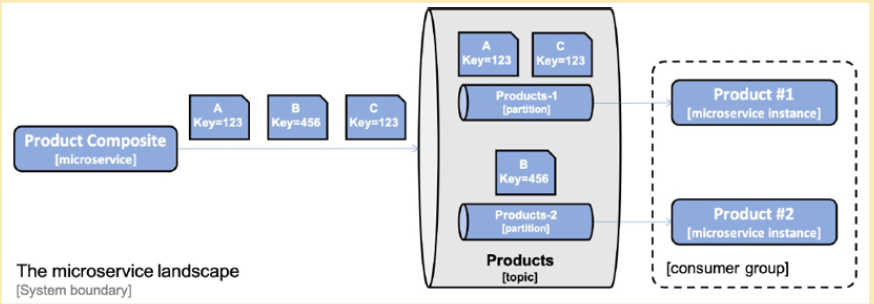 Product Composite
[microservice]
A
Key=123
B
Key=456
C
Key=123
A
Key=123
C
Key=123
Products-1
[partition]
B
Key=456
Products-2
[partition]
Products
[topic]
Product #1
[microservice instance]
Product #2
[microservice instance]
[consumer group]
The microservice landscape
[System boundary]